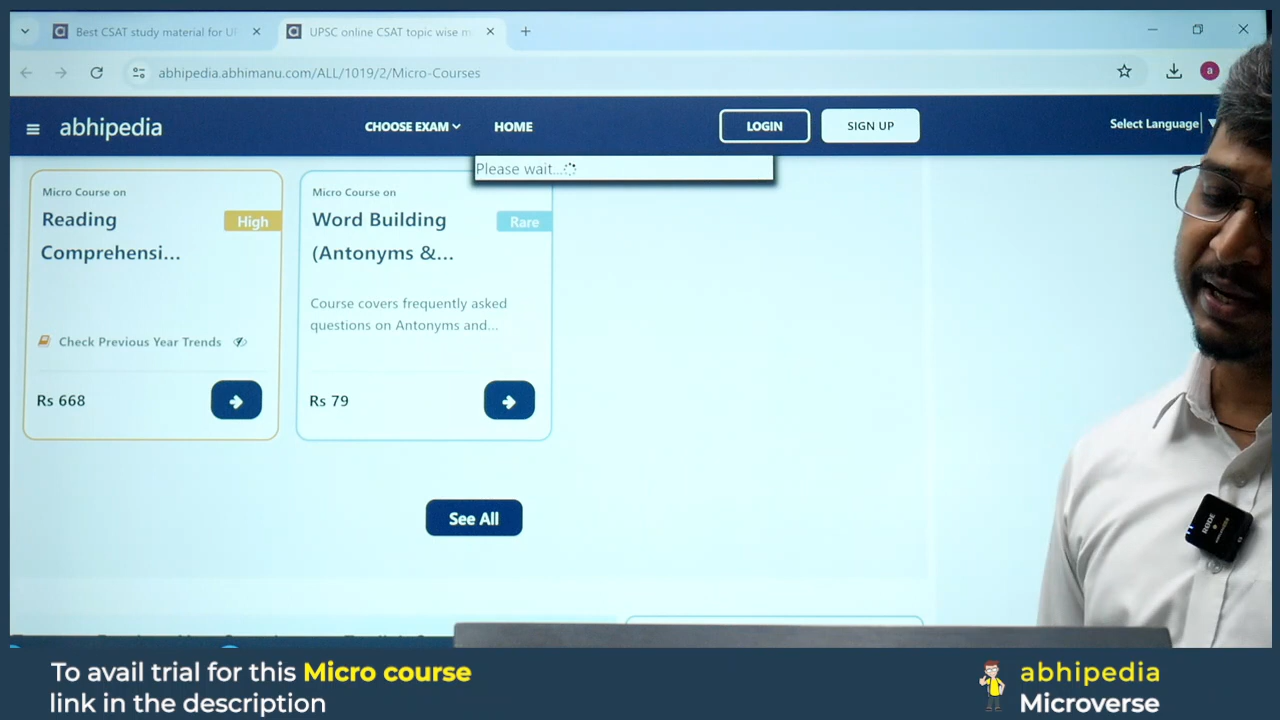 Best CSAT study material for U
UPSC online CSAT topic wise m
abhipedia.abhimanu.com/ALL/1019/2/Micro-Courses
a
abhipedia
CHOOSE EXAM
HOME
LOGIN
SIGN UP
Select Language
Please wait...
Micro Course on
Reading
High
Comprehensi...
Check Previous Year Trends
Rs 668
Micro Course on
Word Building
Rare
(Antonyms &...
Course covers frequently asked
questions on Antonyms and...
Rs 79
See All
RØDE
To avail trial for this Micro course
link in the description
abhipedia
Microverse